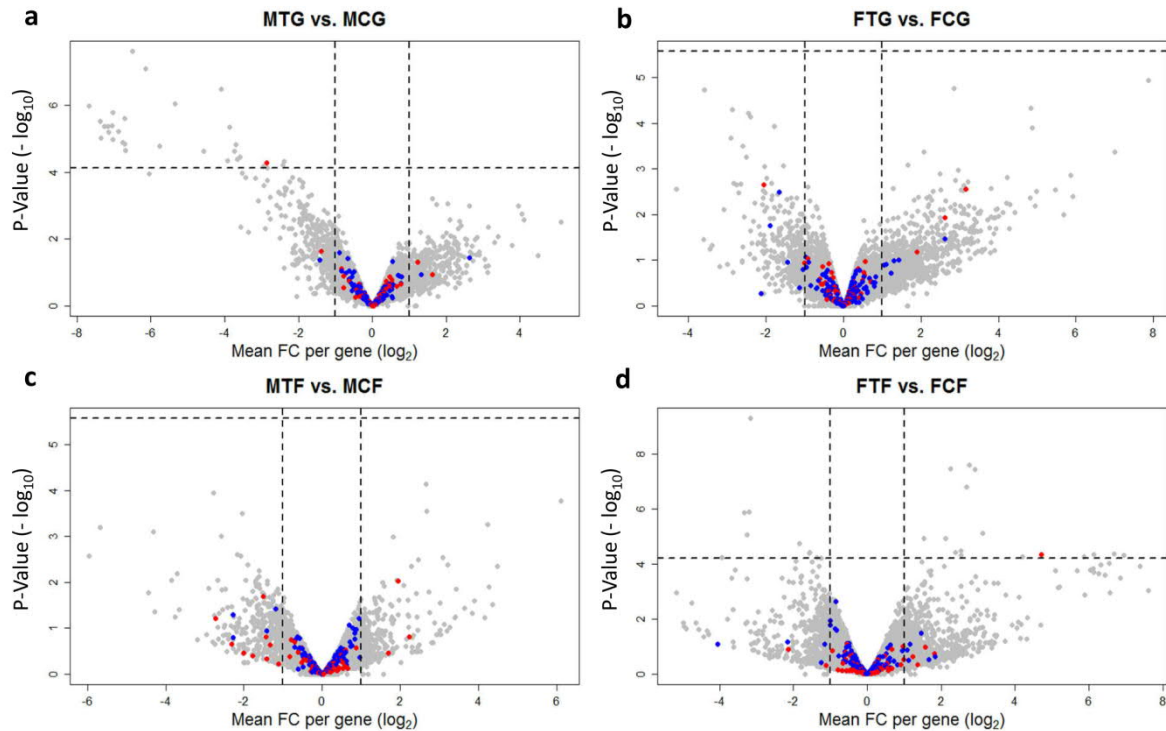 a
MTG vs. MCG
P-Value (- log10)
6
4
2
0
-8 -6 -4 -2 0 2 4
Mean FC per gene (log2)
b
FTG vs. FCG
P-Value (- log10)
5
4
3
2
1
0
-4 -2 0 2 4 6 8
Mean FC per gene (log2)
c
MTF vs. MCF
P-Value (- log10)
5
4
3
2
1
0
-6 -4 -2 0 2 4 6
Mean FC per gene (log2)
d
FTF vs. FCF
P-Value (- log10)
8
6
4
2
0
-4 -2 0 2 4 6 8
Mean FC per gene (log2)